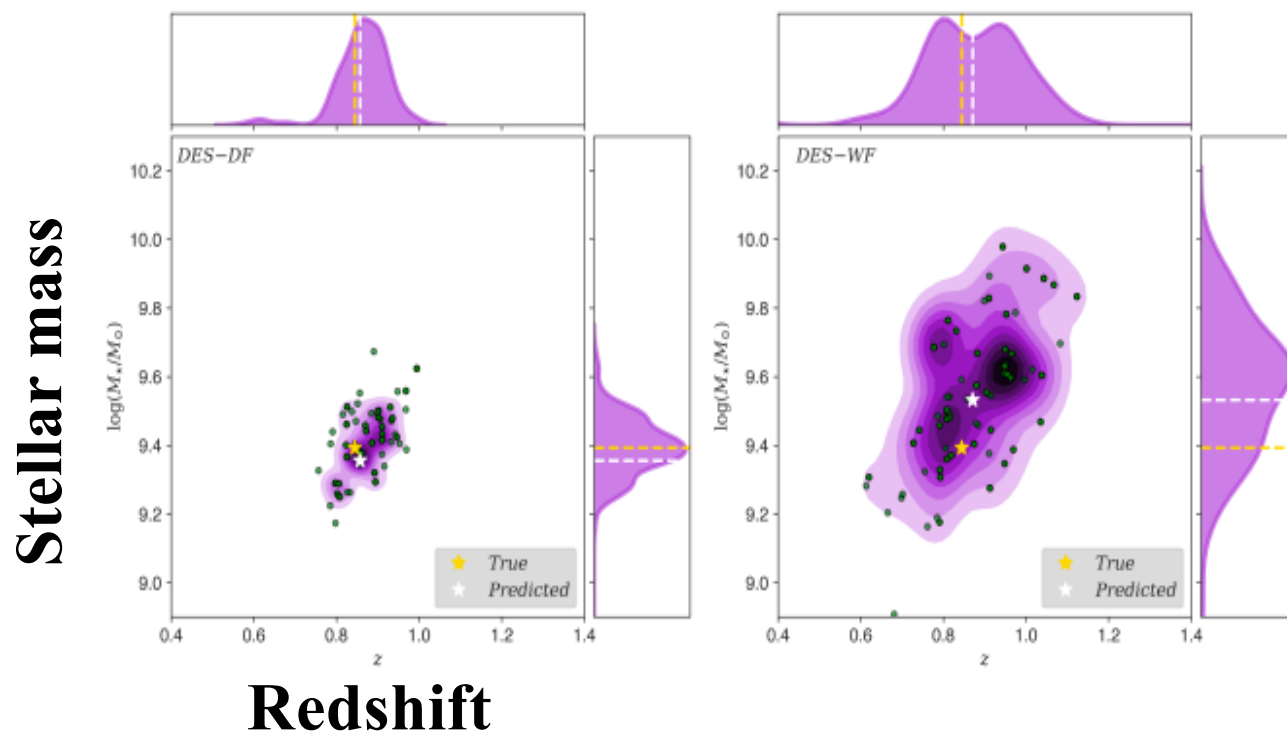 Stellar mass
DES−DF
10.2
10.0
9.8
9.6
9.4
9.2
9.0
log(M⋆/M⊙)
True
Predicted
0.4 0.6 0.8 1.0 1.2 1.4
z
DES−WF
10.2
10.0
9.8
9.6
9.4
9.2
9.0
log(M⋆/M⊙)
True
Predicted
0.4 0.6 0.8 1.0 1.2 1.4
z
Redshift